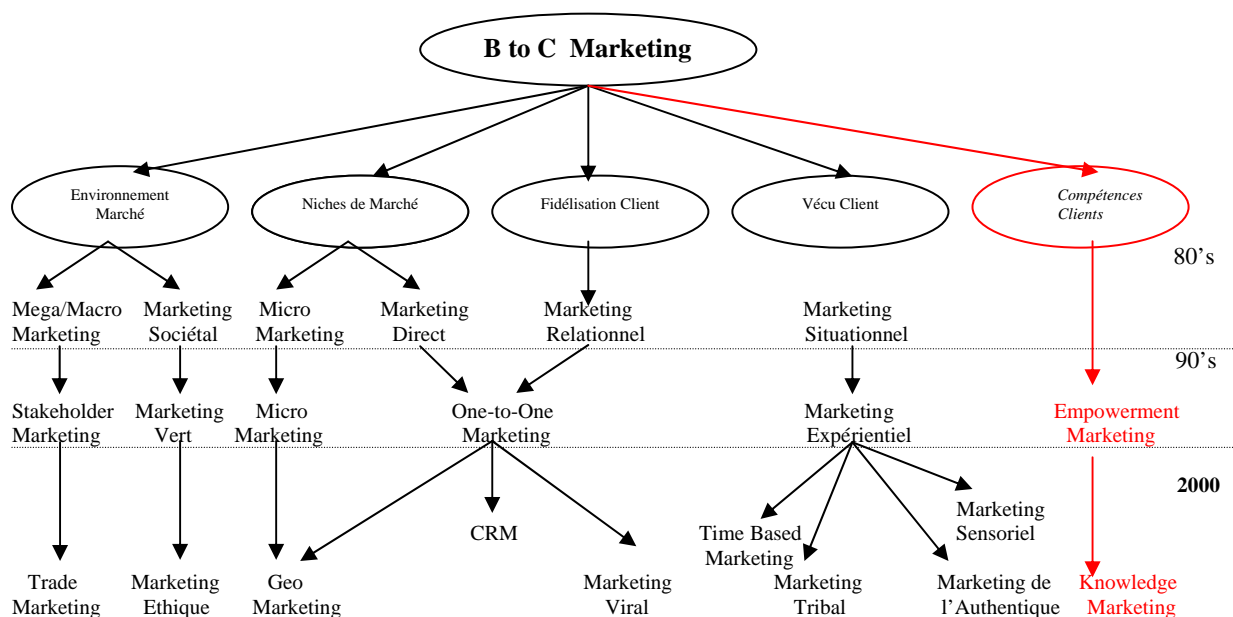 B to C Marketing
Environnement
Marché
Niches de Marché
Fidélisation Client
Vécu Client
Compétences
Clients
80’s
Mega/Macro
Marketing
Marketing
Sociétal
Micro
Marketing
Marketing
Direct
Marketing
Relationnel
Marketing
Situationnel
90’s
Stakeholder
Marketing
Marketing
Vert
Micro
Marketing
One-to-One
Marketing
Marketing
Expérientiel
Empowerment
Marketing
2000
CRM
Time Based
Marketing
Marketing
Sensoriel
Trade
Marketing
Marketing
Ethique
Geo
Marketing
Marketing
Viral
Marketing
Tribal
Marketing de
l’Authentique
Knowledge
Marketing